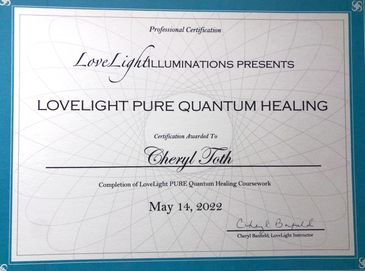 Professional Certification
LoveLight ILLUMINATIONS PRESENTS
LOVELIGHT PURE QUANTUM HEALING
Certification Awarded To
Cheryl Toth
Completion of LoveLight PURE Quantum Healing Coursework
May 14, 2022
Cheryl Banfeld, LoveLight Instructor